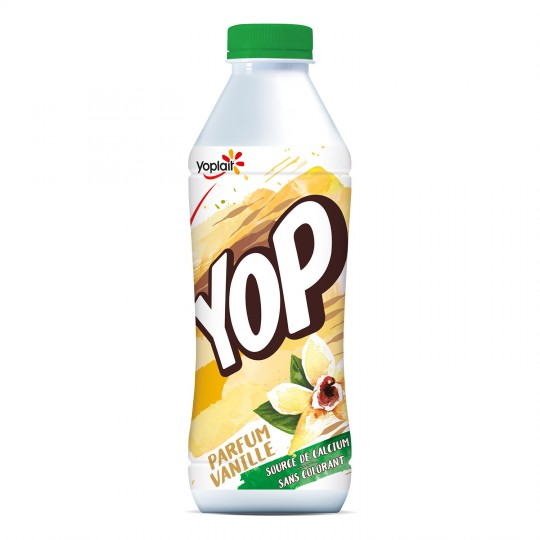 Yoplait
YOP
PARFUM
VANILLE
SOURCE DE CALCIUM
SANS COLORANT